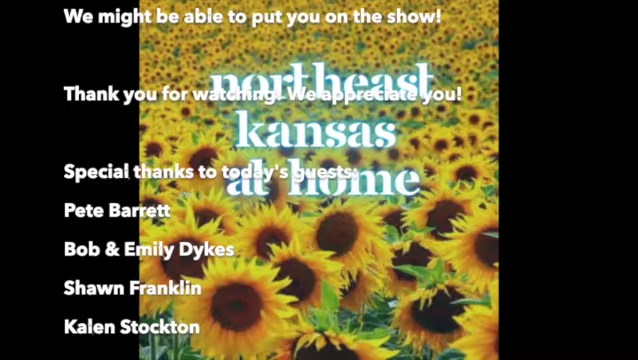 We might be able to put you on the show!
northeast
Thank you for watching! We appreciate you!
kansas
Special thanks to today's guests:
at home
Pete Barrett
Bob & Emily Dykes
Shawn Franklin
Kalen Stockton